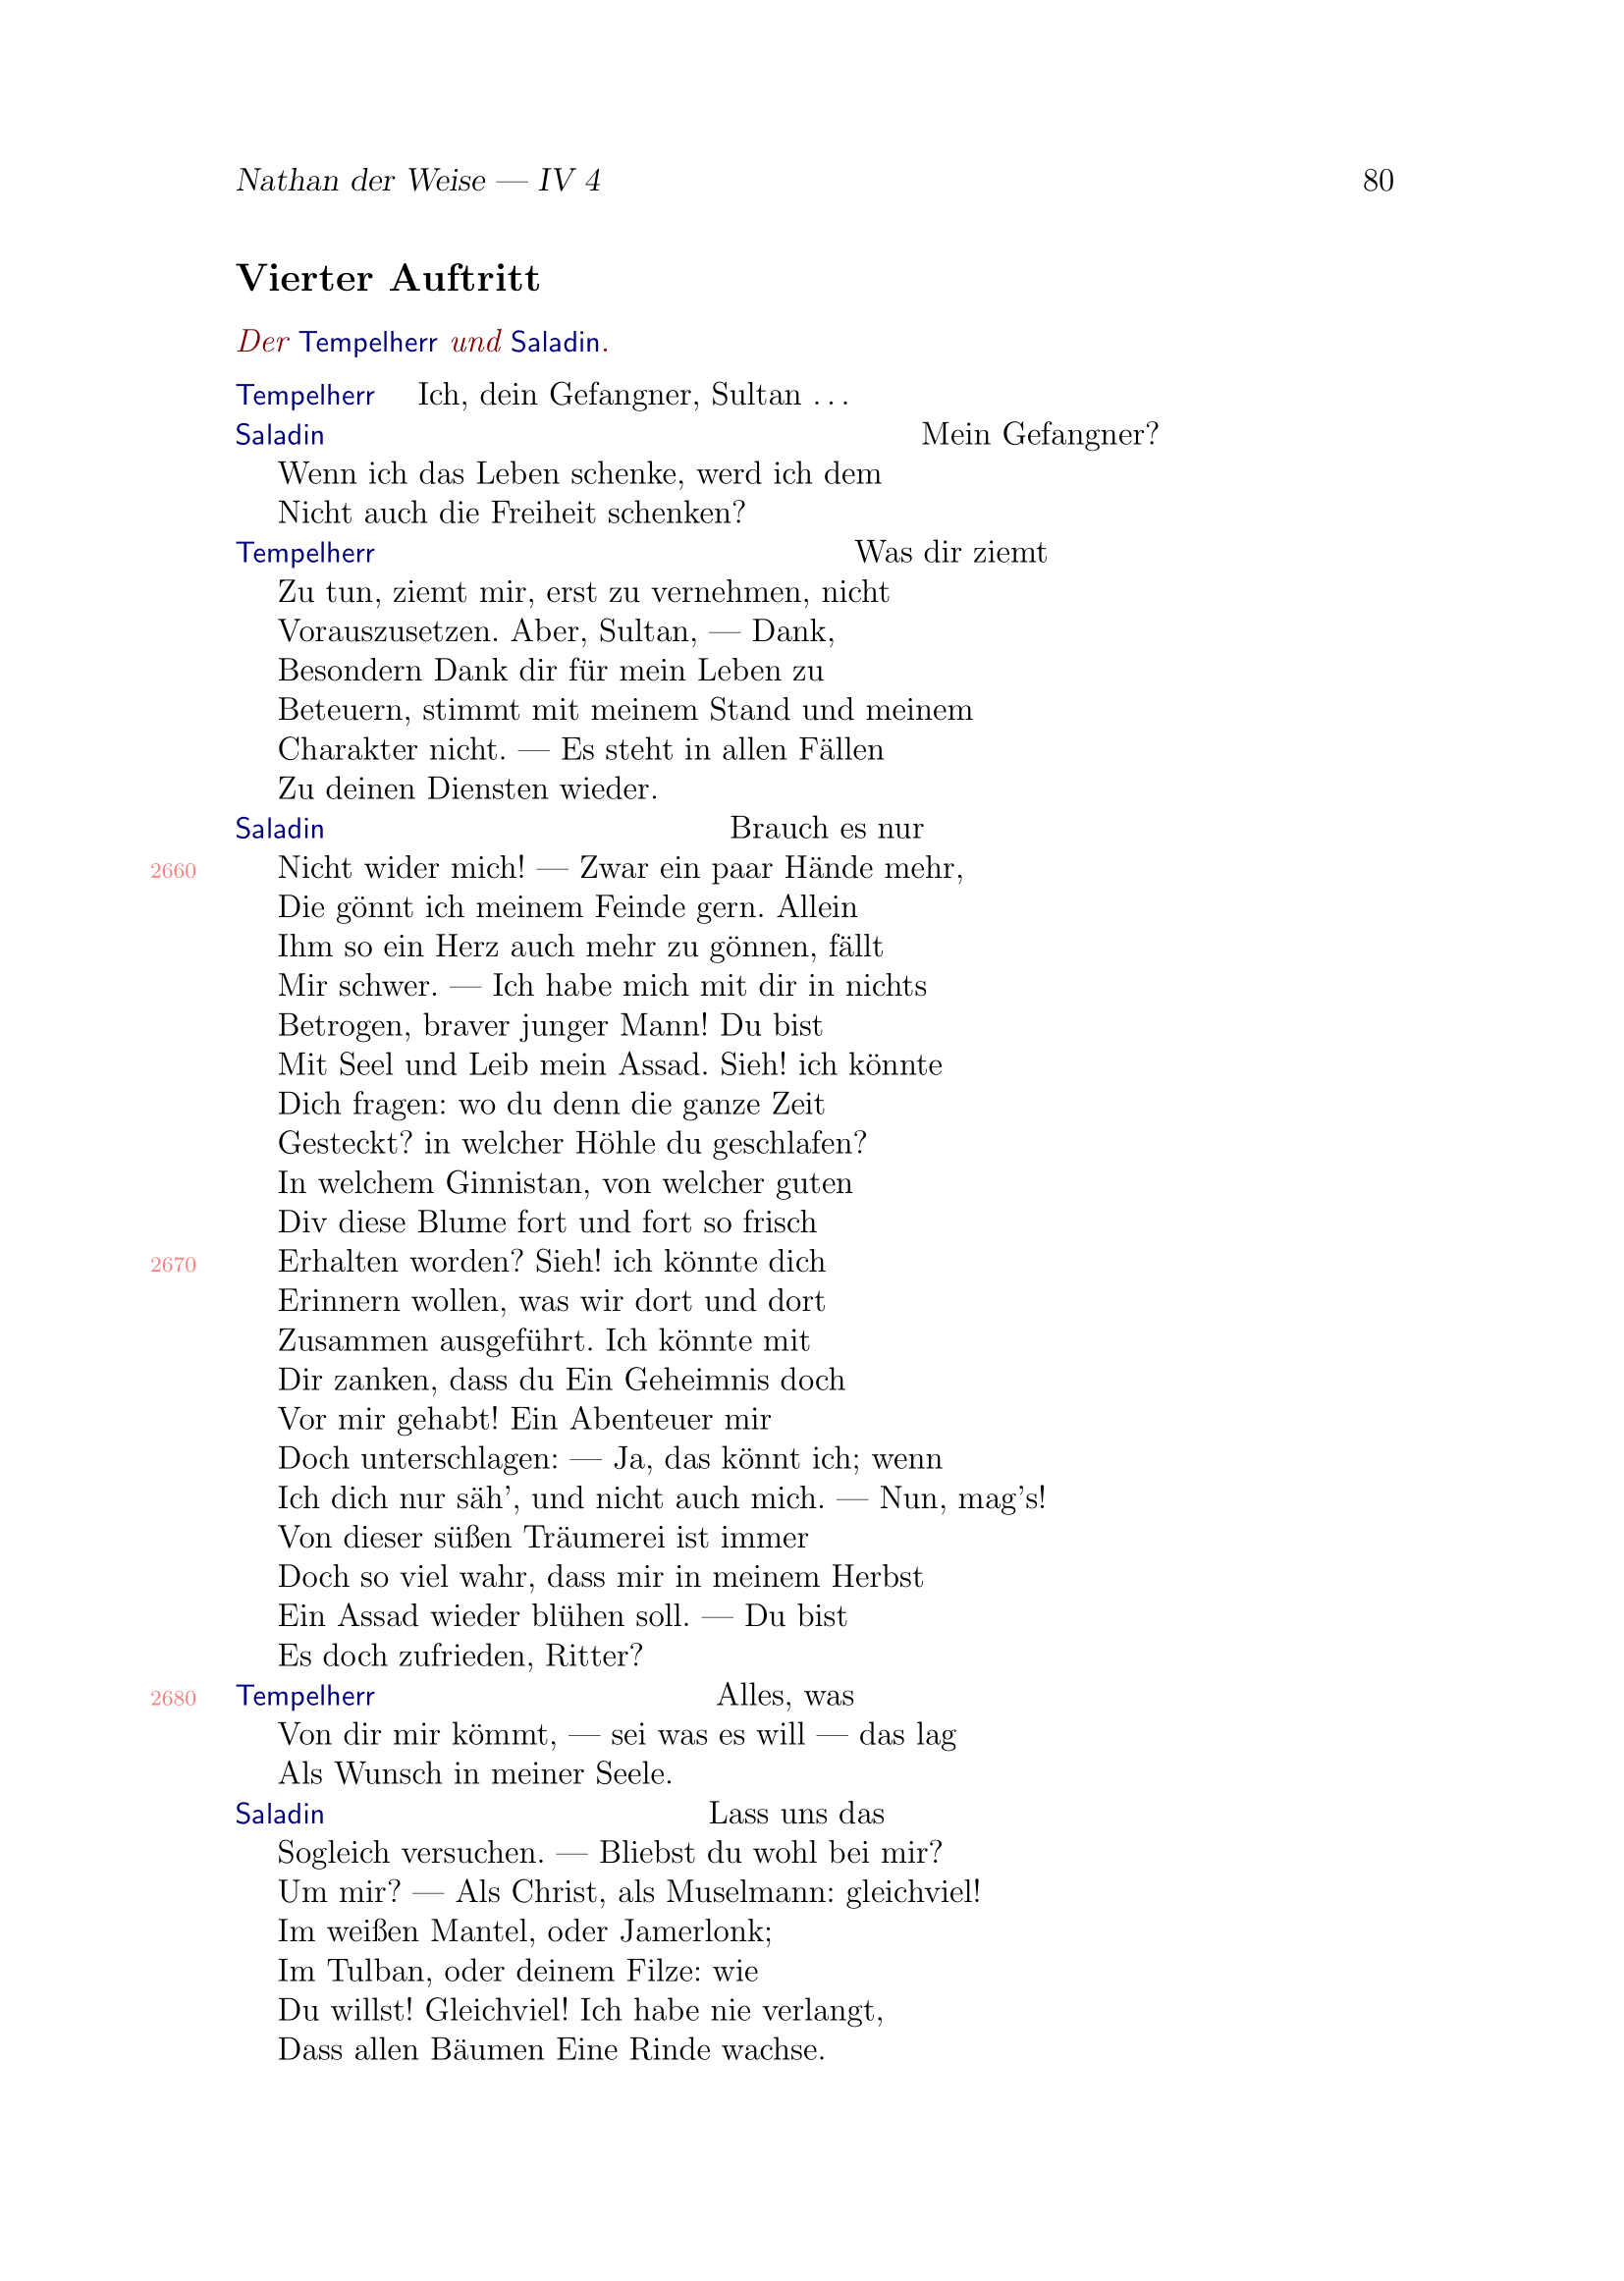 Nathan der Weise — IV 4 80
Vierter Auftritt
Der Tempelherr und Saladin.
Tempelherr Ich, dein Gefangner, Sultan …
Saladin Mein Gefangner?
Wenn ich das Leben schenke, werd ich dem
Nicht auch die Freiheit schenken?
Tempelherr Was dir ziemt
Zu tun, ziemt mir, erst zu vernehmen, nicht
Vorauszusetzen. Aber, Sultan, — Dank,
Besondern Dank dir für mein Leben zu
Beteuern, stimmt mit meinem Stand und meinem
Charakter nicht. — Es steht in allen Fällen
Zu deinen Diensten wieder.
Saladin Brauch es nur
2660 Nicht wider mich! — Zwar ein paar Hände mehr,
Die gönnt ich meinem Feinde gern. Allein
Ihm so ein Herz auch mehr zu gönnen, fällt
Mir schwer. — Ich habe mich mit dir in nichts
Betrogen, braver junger Mann! Du bist
Mit Seel und Leib mein Assad. Sieh! ich könnte
Dich fragen: wo du denn die ganze Zeit
Gesteckt? in welcher Höhle du geschlafen?
In welchem Ginnistan, von welcher guten
Div diese Blume fort und fort so frisch
2670 Erhalten worden? Sieh! ich könnte dich
Erinnern wollen, was wir dort und dort
Zusammen ausgeführt. Ich könnte mit
Dir zanken, dass du Ein Geheimnis doch
Vor mir gehabt! Ein Abenteuer mir
Doch unterschlagen: — Ja, das könnt ich; wenn
Ich dich nur säh’, und nicht auch mich. — Nun, mag’s!
Von dieser süßen Träumerei ist immer
Doch so viel wahr, dass mir in meinem Herbst
Ein Assad wieder blühen soll. — Du bist
Es doch zufrieden, Ritter?
2680 Tempelherr Alles, was
Von dir mir kömmt, — sei was es will — das lag
Als Wunsch in meiner Seele.
Saladin Lass uns das
Sogleich versuchen. — Bliebst du wohl bei mir?
Um mir? — Als Christ, als Muselmann: gleichviel!
Im weißen Mantel, oder Jamerlonk;
Im Tulban, oder deinem Filze: wie
Du willst! Gleichviel! Ich habe nie verlangt,
Dass allen Bäumen Eine Rinde wachse.